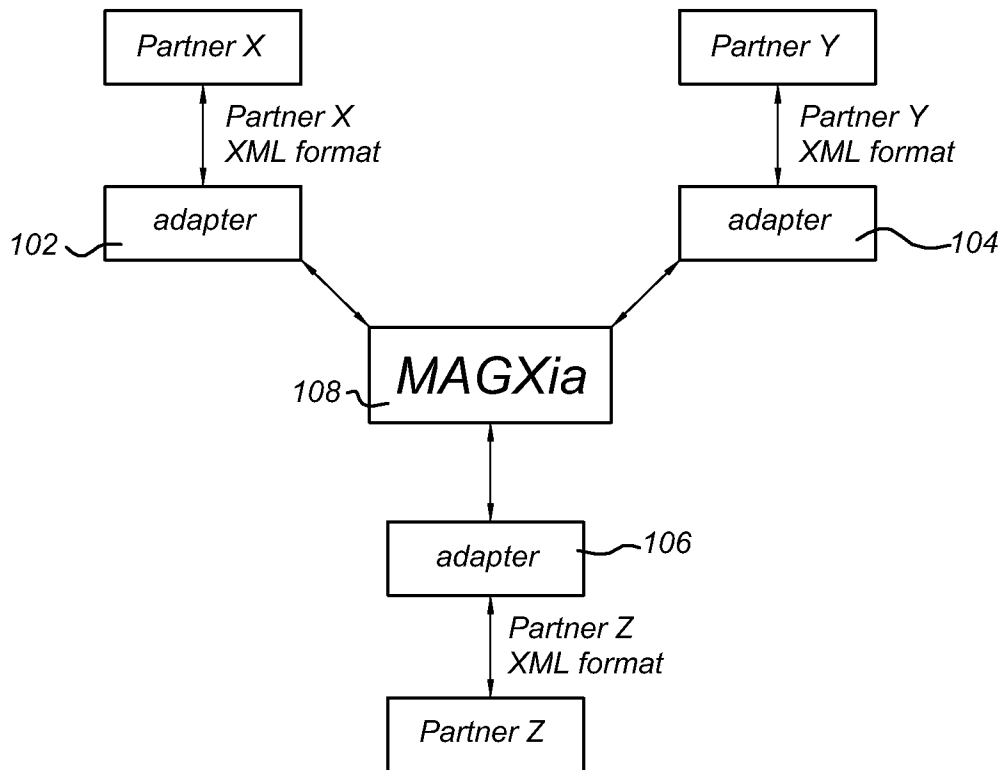 Partner X
Partner Y
Partner X
XML format
Partner Y
XML format
adapter
adapter
102
104
MAGXia
108
adapter
106
Partner Z
XML format
Partner Z